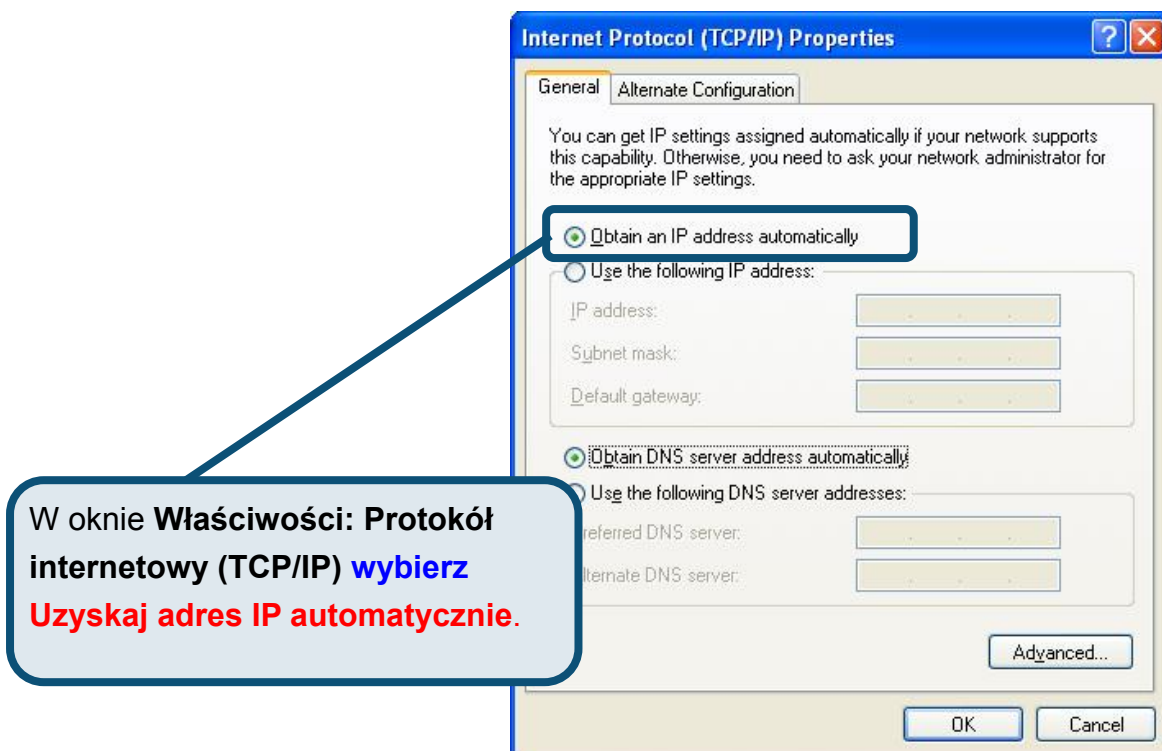 Internet Protocol (TCP/IP) Properties
General
Alternate Configuration
You can get IP settings assigned automatically if your network supports
this capability. Otherwise, you need to ask your network administrator for
the appropriate IP settings.
Obtain an IP address automatically
Use the following IP address:
IP address:
Subnet mask:
Default gateway:
Obtain DNS server address automatically
Use the following DNS server addresses:
referred DNS server:
lternate DNS server:
W oknie Właściwości: Protokół
internetowy (TCP/IP) wybierz
Uzyskaj adres IP automatycznie.
Advanced...
OK
Cancel